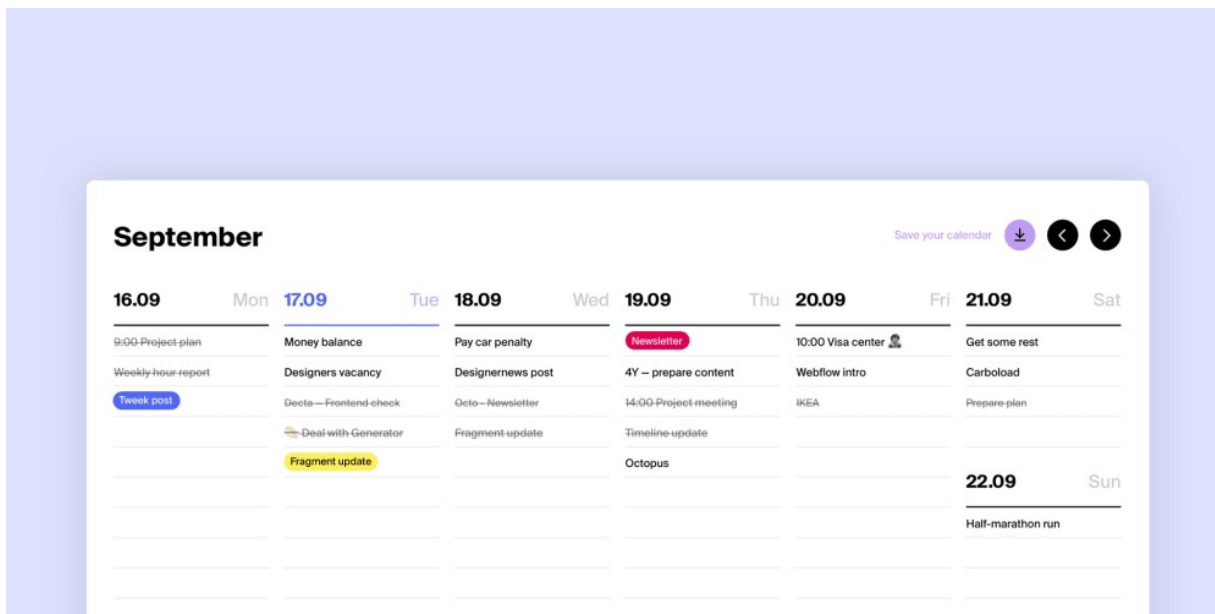 September
Save your calendar
16.09 Mon
9:00 Project plan
Weekly hour report
Tweek post
17.09 Tue
Money balance
Designers vacancy
Decta – Frontend check
Deal with Generator
Fragment update
18.09 Wed
Pay car penalty
Designernews post
Octo - Newsletter
Fragment update
19.09 Thu
Newsletter
4Y – prepare content
14:00 Project meeting
Timeline update
Octopus
20.09 Fri
10:00 Visa center
Webflow intro
IKEA
21.09 Sat
Get some rest
Carboload
Prepare plan
22.09 Sun
Half-marathon run